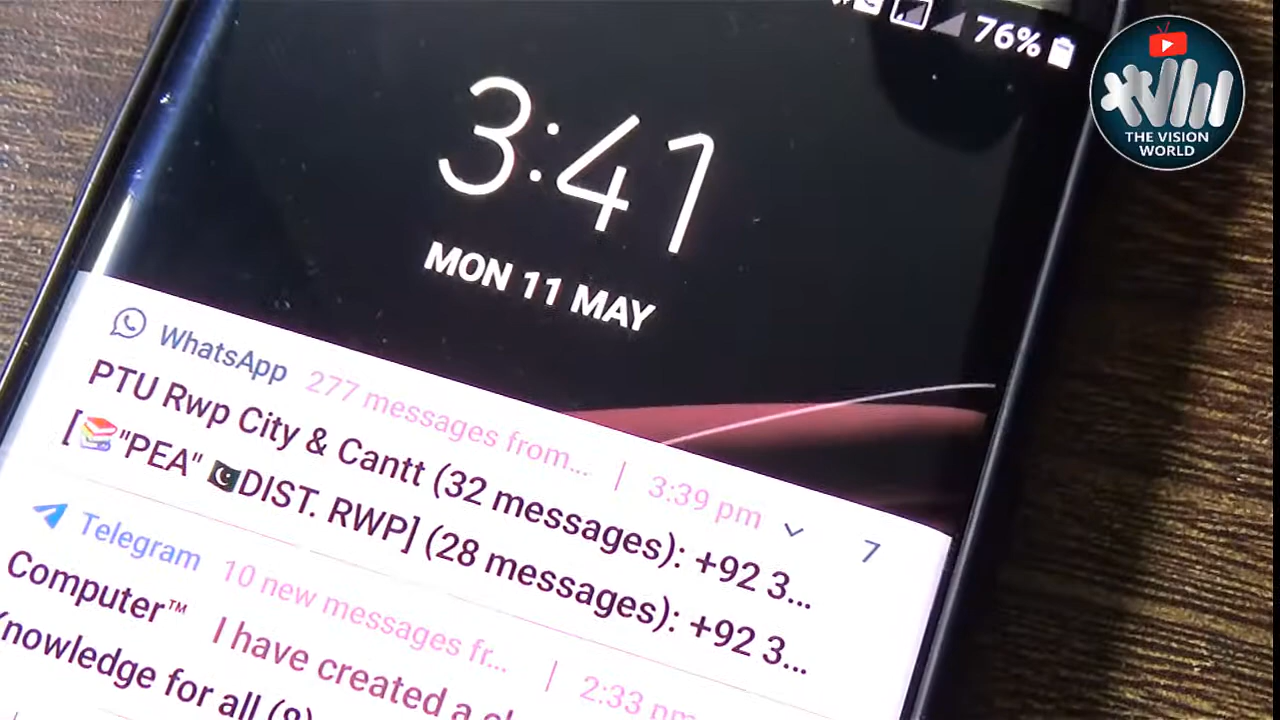 76%
THE VISION
WORLD
3:41
MON 11 MAY
WhatsApp 277 messages from... | 3:39 pm
PTU Rwp City & Cantt (32 messages): +92 3...
[📚"PEA" 🇵🇰DIST. RWP] (28 messages): +92 3...
7
Telegram 10 new messages fr... | 2:33 pm
Computer™ I have created a
Knowledge for all